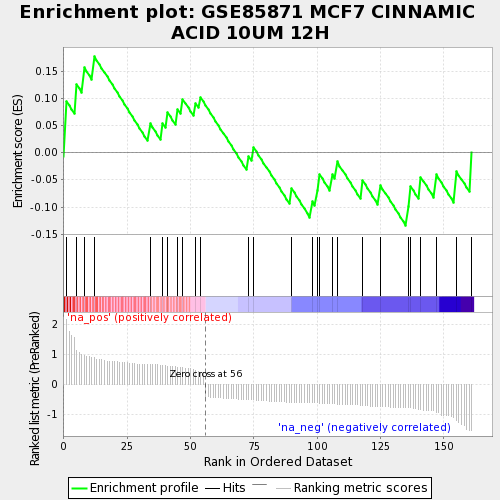 Enrichment plot: GSE85871 MCF7 CINNAMIC
ACID 10UM 12H
Enrichment score (ES)
0.15
0.10
0.05
0.00
-0.05
-0.10
-0.15
'na_pos' (positively correlated)
Ranked list metric (PreRanked)
2
1
0
-1
Zero cross at 56
'na_neg' (negatively correlated)
0
25
50
75
100
125
150
Rank in Ordered Dataset
Enrichment profile
Hits
Ranking metric scores